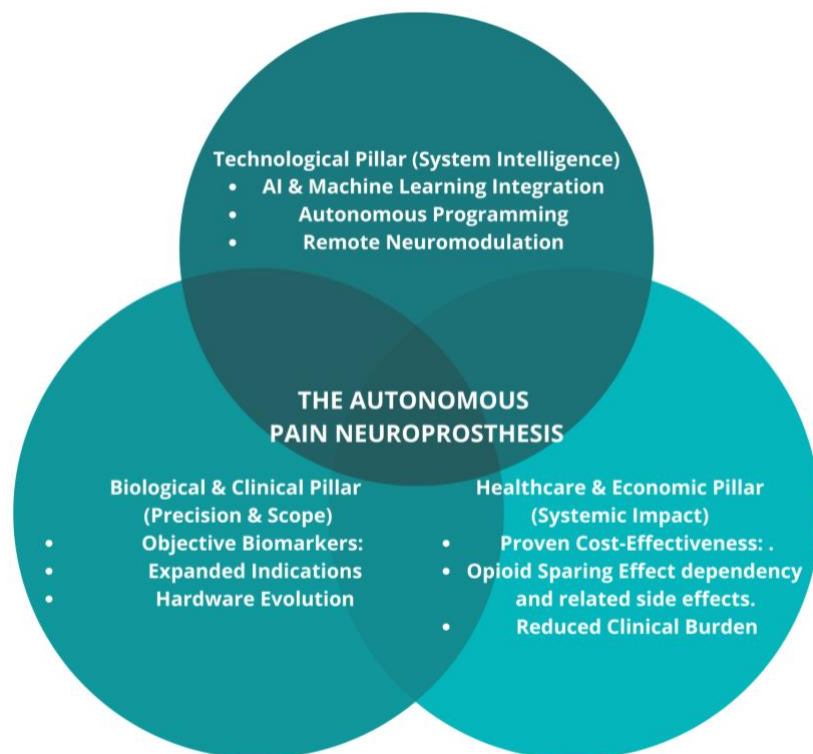 Technological Pillar (System Intelligence)
• AI & Machine Learning Integration
• Autonomous Programming
• Remote Neuromodulation
THE AUTONOMOUS
PAIN NEUROPROSTHESIS
Biological & Clinical Pillar
(Precision & Scope)
• Objective Biomarkers:
• Expanded Indications
• Hardware Evolution
Healthcare & Economic Pillar
(Systemic Impact)
• Proven Cost-Effectiveness: .
• Opioid Sparing Effect dependency
and related side effects.
• Reduced Clinical Burden